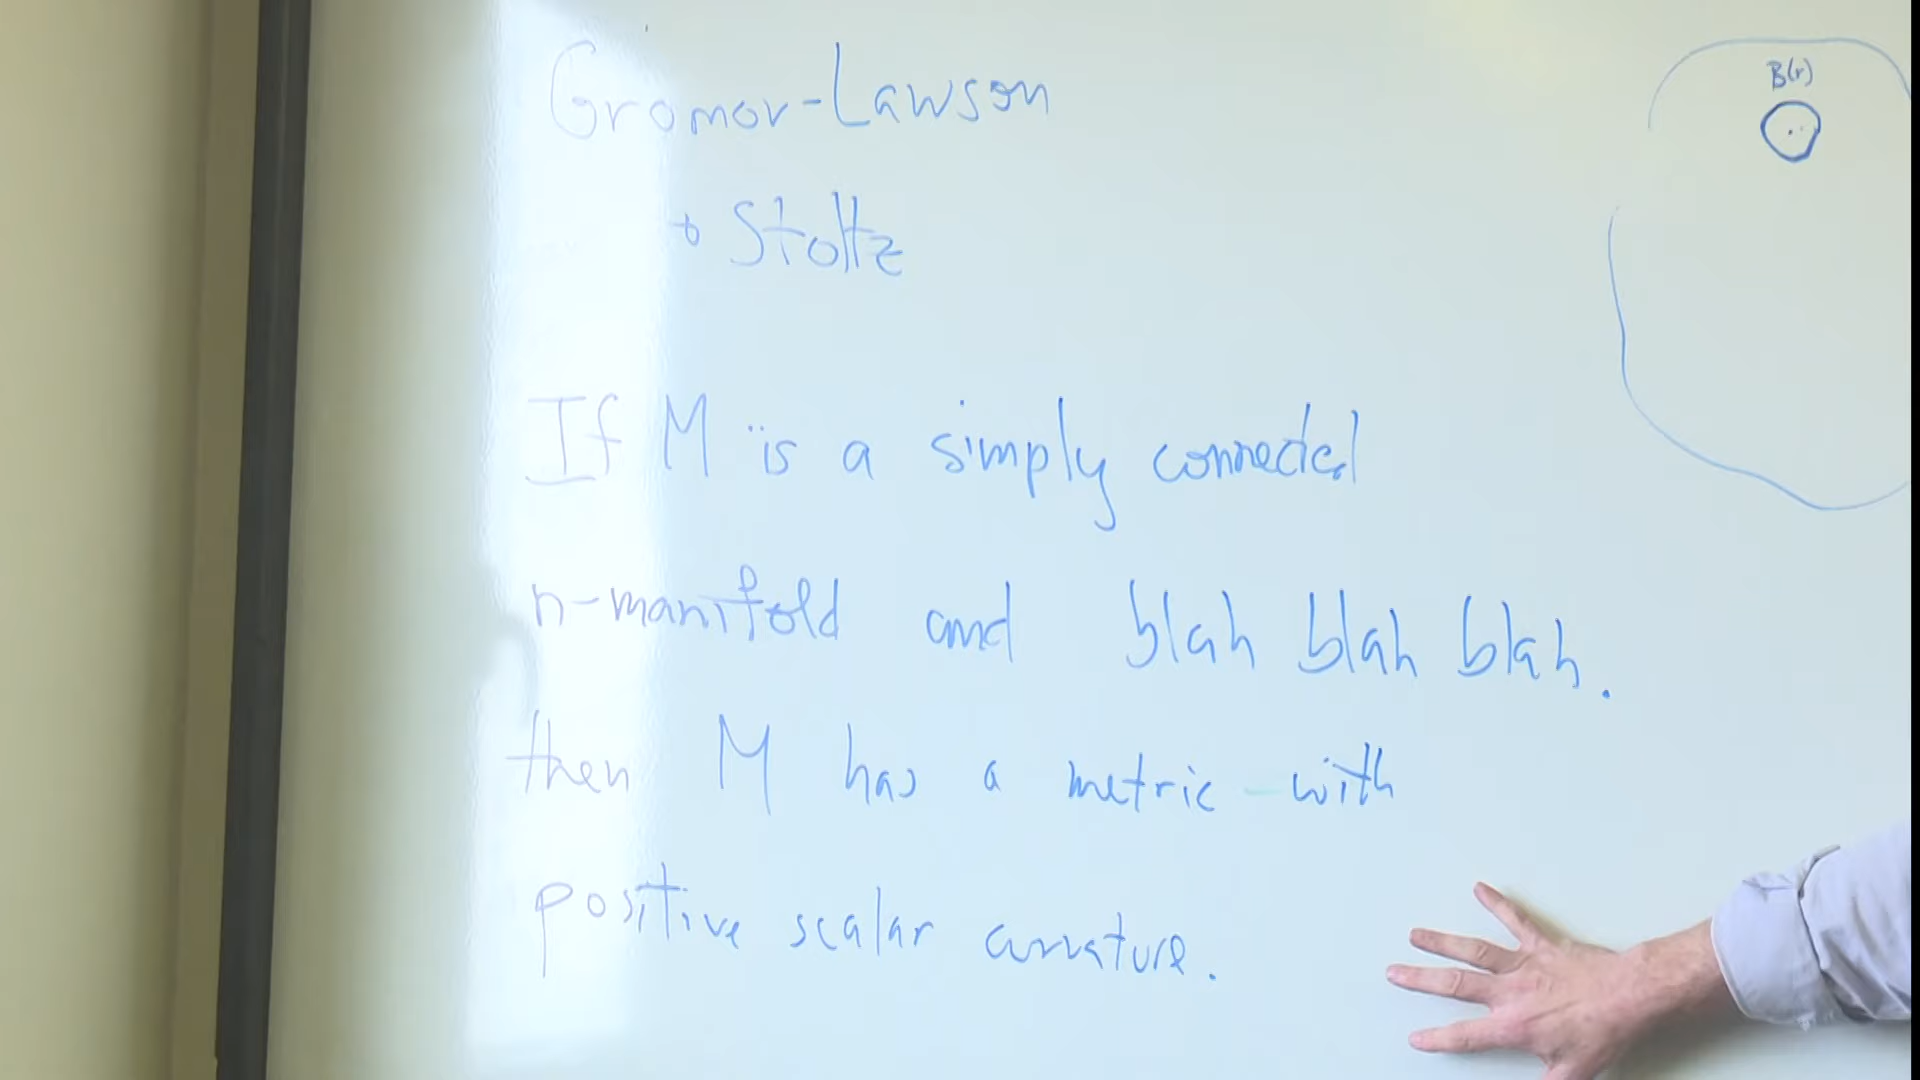 Gromov-Lawson
+ Stoltz
If M is a simply connected
n-manifold and blah blah blah.
then M has a metric with
positive scalar curvature.
B(r)